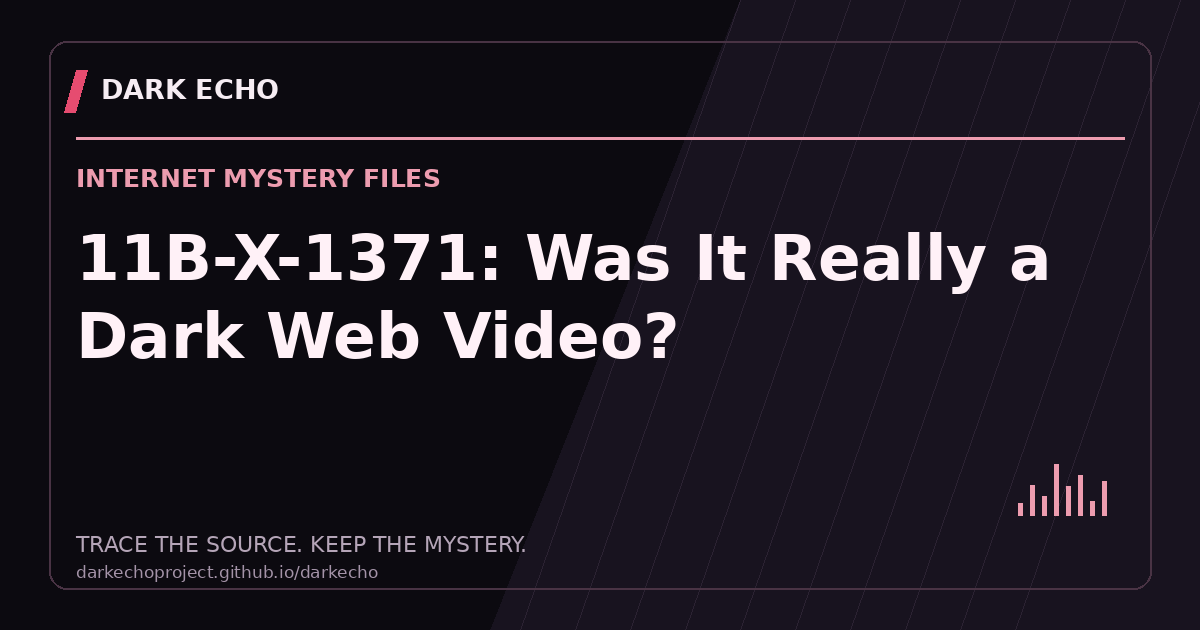 DARK ECHO
INTERNET MYSTERY FILES
11B-X-1371: Was It Really a
Dark Web Video?
TRACE THE SOURCE. KEEP THE MYSTERY.
darkechoproject.github.io/darkecho